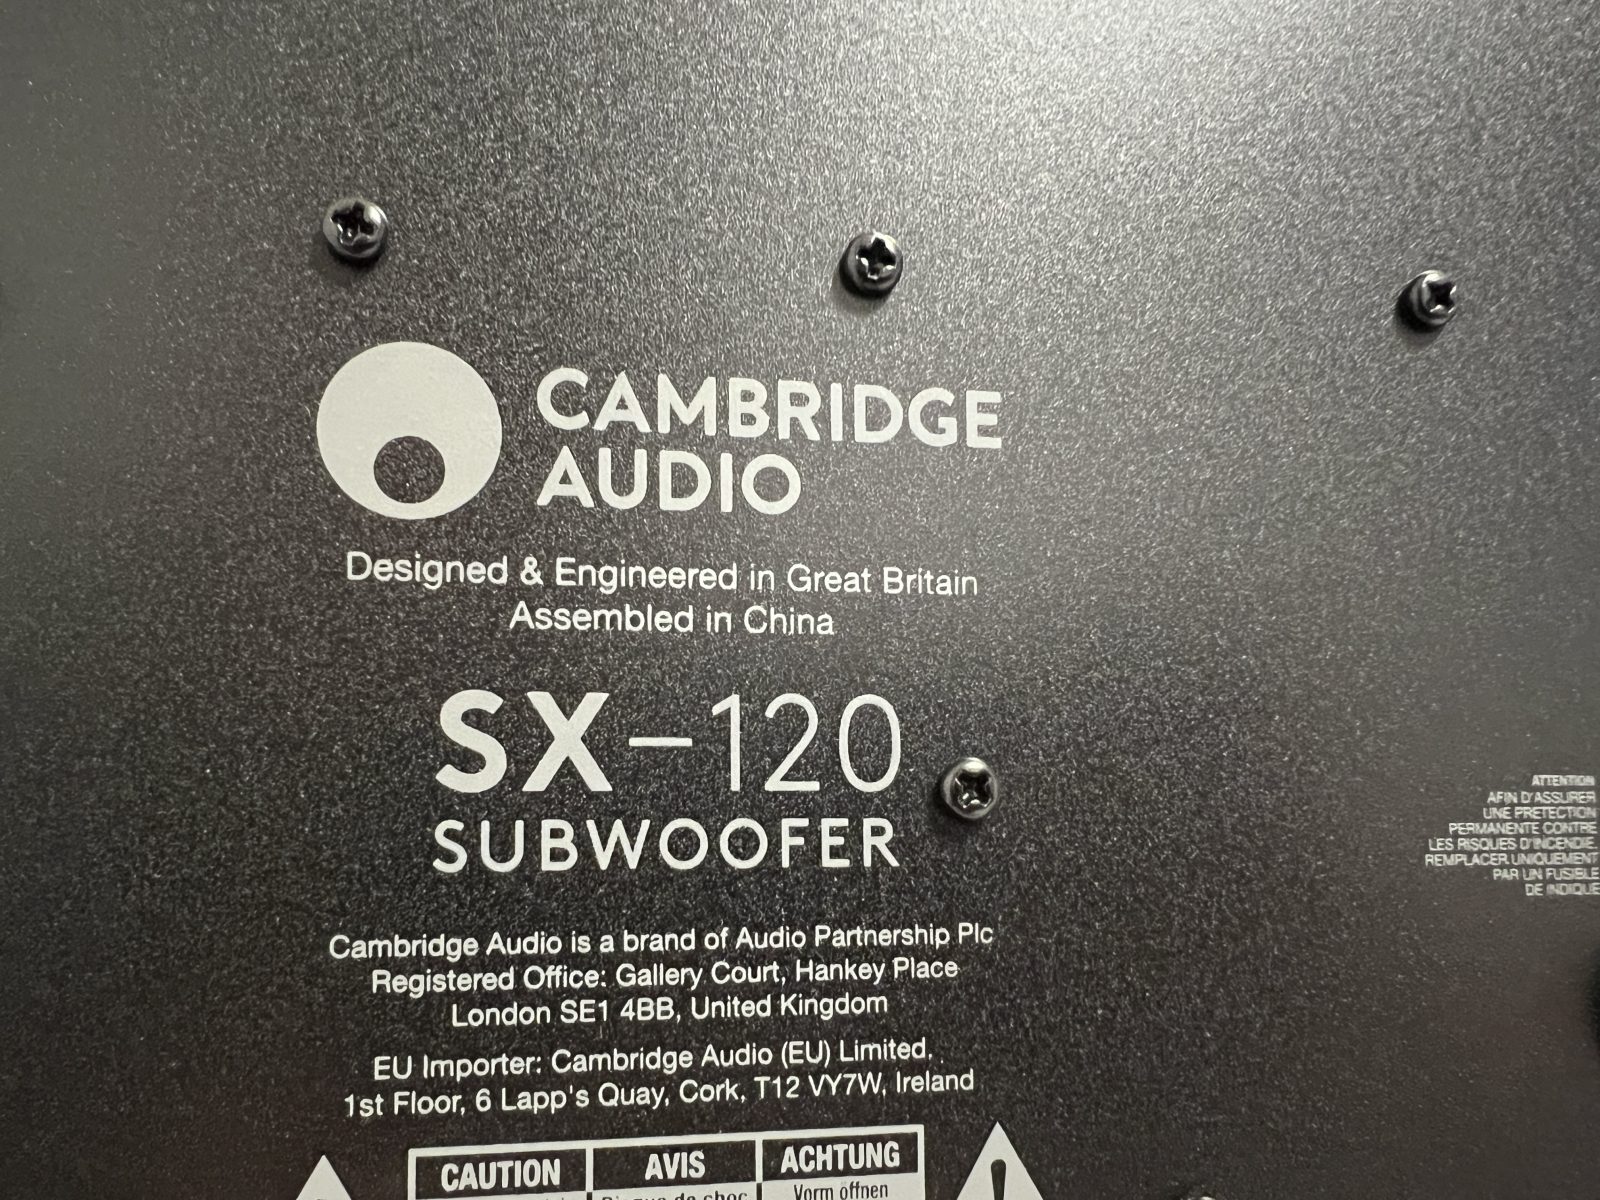 CAMBRIDGE
AUDIO
Designed & Engineered in Great Britain
Assembled in China
SX-120
SUBWOOFER
Cambridge Audio is a brand of Audio Partnership Plc
Registered Office: Gallery Court, Hankey Place
London SE1 4BB, United Kingdom
EU Importer: Cambridge Audio (EU) Limited,
1st Floor, 6 Lapp's Quay, Cork, T12 VY7W, Ireland
ATTENTION
AFIN D'ASSURER
UNE PRETECTION
PERMANENTE CONTRE
LES RISQUES D'INCENDIE,
REMPLACER UNIQUEMENT
PAR UN FUSIBLE
DE INDIQUE
CAUTION AVIS ACHTUNG
de choc Vorm öffnen